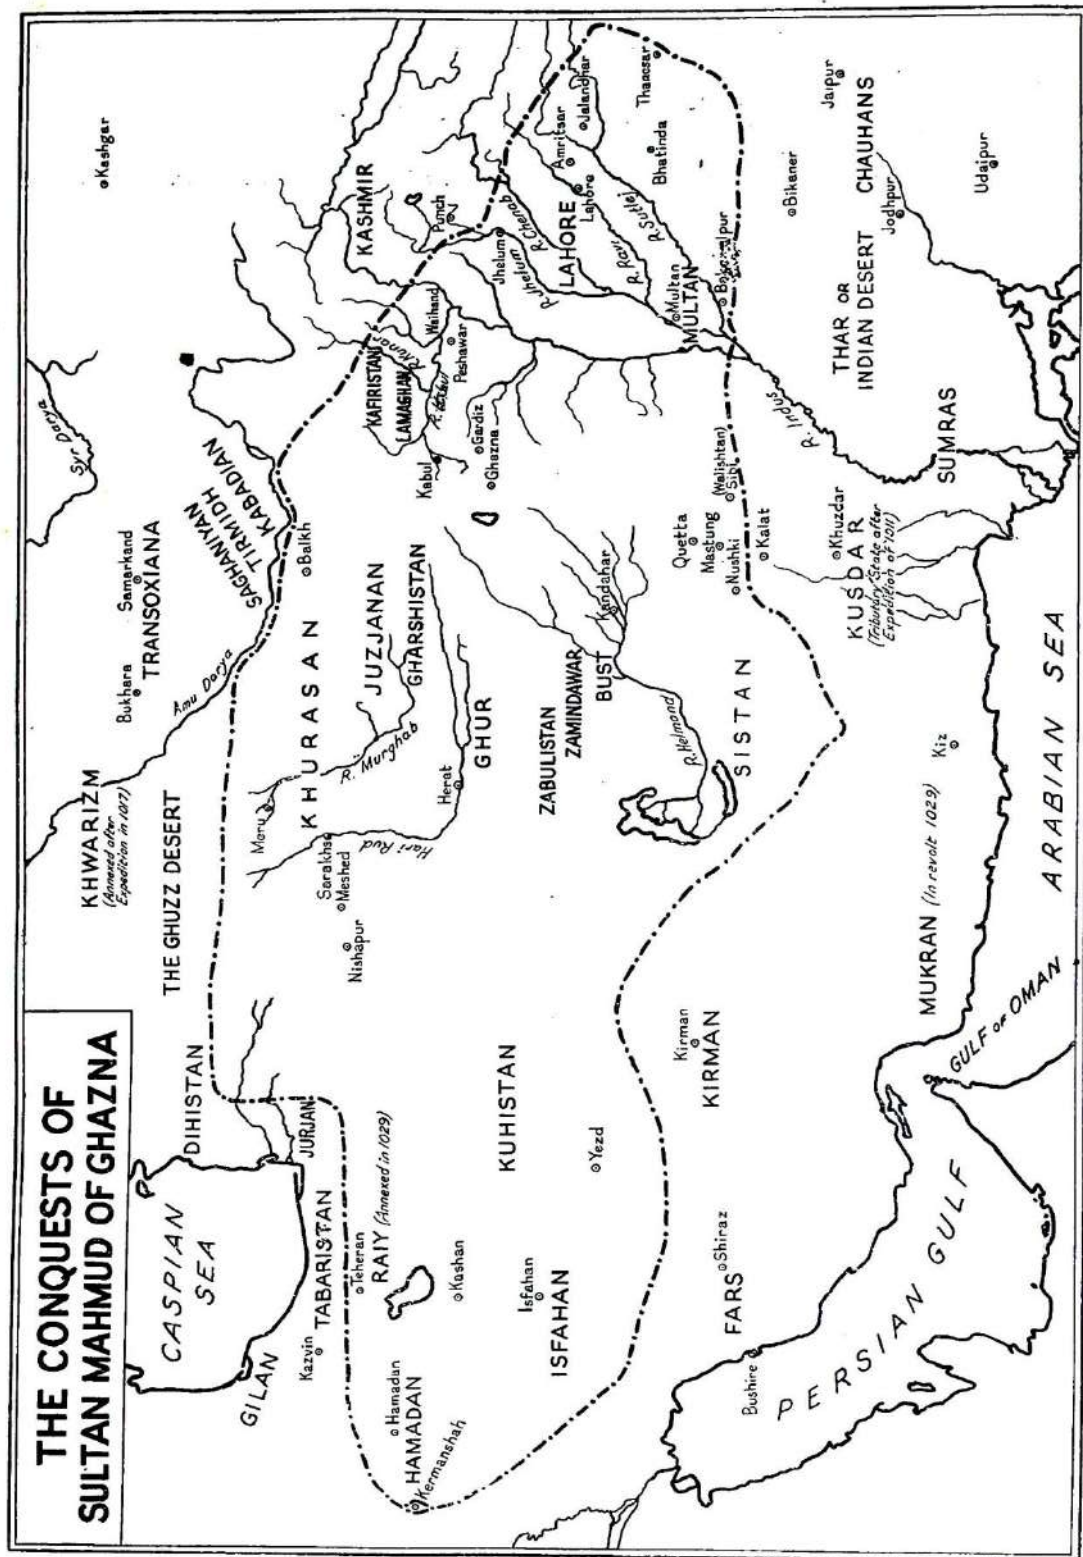 THE CONQUESTS OF
SULTAN MAHMUD OF GHAZNA
CASPIAN
SEA
GILAN
DIHISTAN
JURJAN
TABARISTAN
Kazvin
Teheran
RAIY (Annexed in 1029)
Hamadan
HAMADAN
Kermanshah
Kashan
Isfahan
ISFAHAN
KUHISTAN
Yezd
FARS
Shiraz
Bushire
PERSIAN GULF
Kirman
KIRMAN
GULF OF OMAN
MUKRAN (In revolt 1029)
Kiz
ARABIAN SEA
KHWARIZM
(Annexed after
Expedition in 1017)
THE GHUZZ DESERT
Amu Darya
Bukhara
Samarkand
TRANSOXIANA
Syr Darya
Kashgar
SAGHANIYAN
TIRMIDH
KABADIAN
Balkh
KHURASAN
Merv
Sarakhs
Meshed
Nishapur
R. Murghab
Hari Rud
Herat
JUZJANAN
GHARSHISTAN
GHUR
ZABULISTAN
ZAMINDAWAR
BUST
Kandahar
R. Helmond
SISTAN
KAFIRISTAN
LAMAGHAN
R. Kunar
R. Kabul
Kabul
Gardiz
Ghazna
Waihand
Peshawar
KASHMIR
Punch
Jhelum
R. Jhelum
R. Chenab
LAHORE
Lahore
Amritsar
Jalandhar
R. Ravi
R. Sutlej
Multan
MULTAN
Bhatinda
Thanesar
Quetta
Mastung
Nushki
(Walishtan)
Sibi
Kalat
Khuzdar
KUSDAR
(Tributary State after
Expedition of 1011)
R. Indus
SUMRAS
THAR OR
INDIAN DESERT
CHAUHANS
Bikaner
Jodhpur
Jaipur
Udaipur